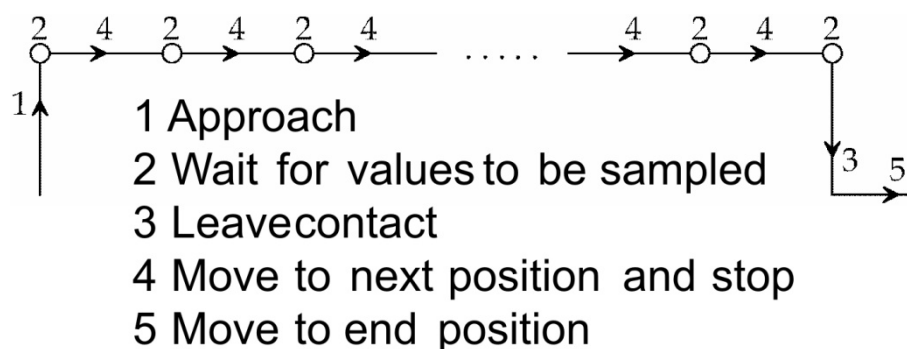 2 4 2 4 2 4 ..... 4 2 4 2
1
3 5
1 Approach
2 Wait for values to be sampled
3 Leavecontact
4 Move to next position and stop
5 Move to end position